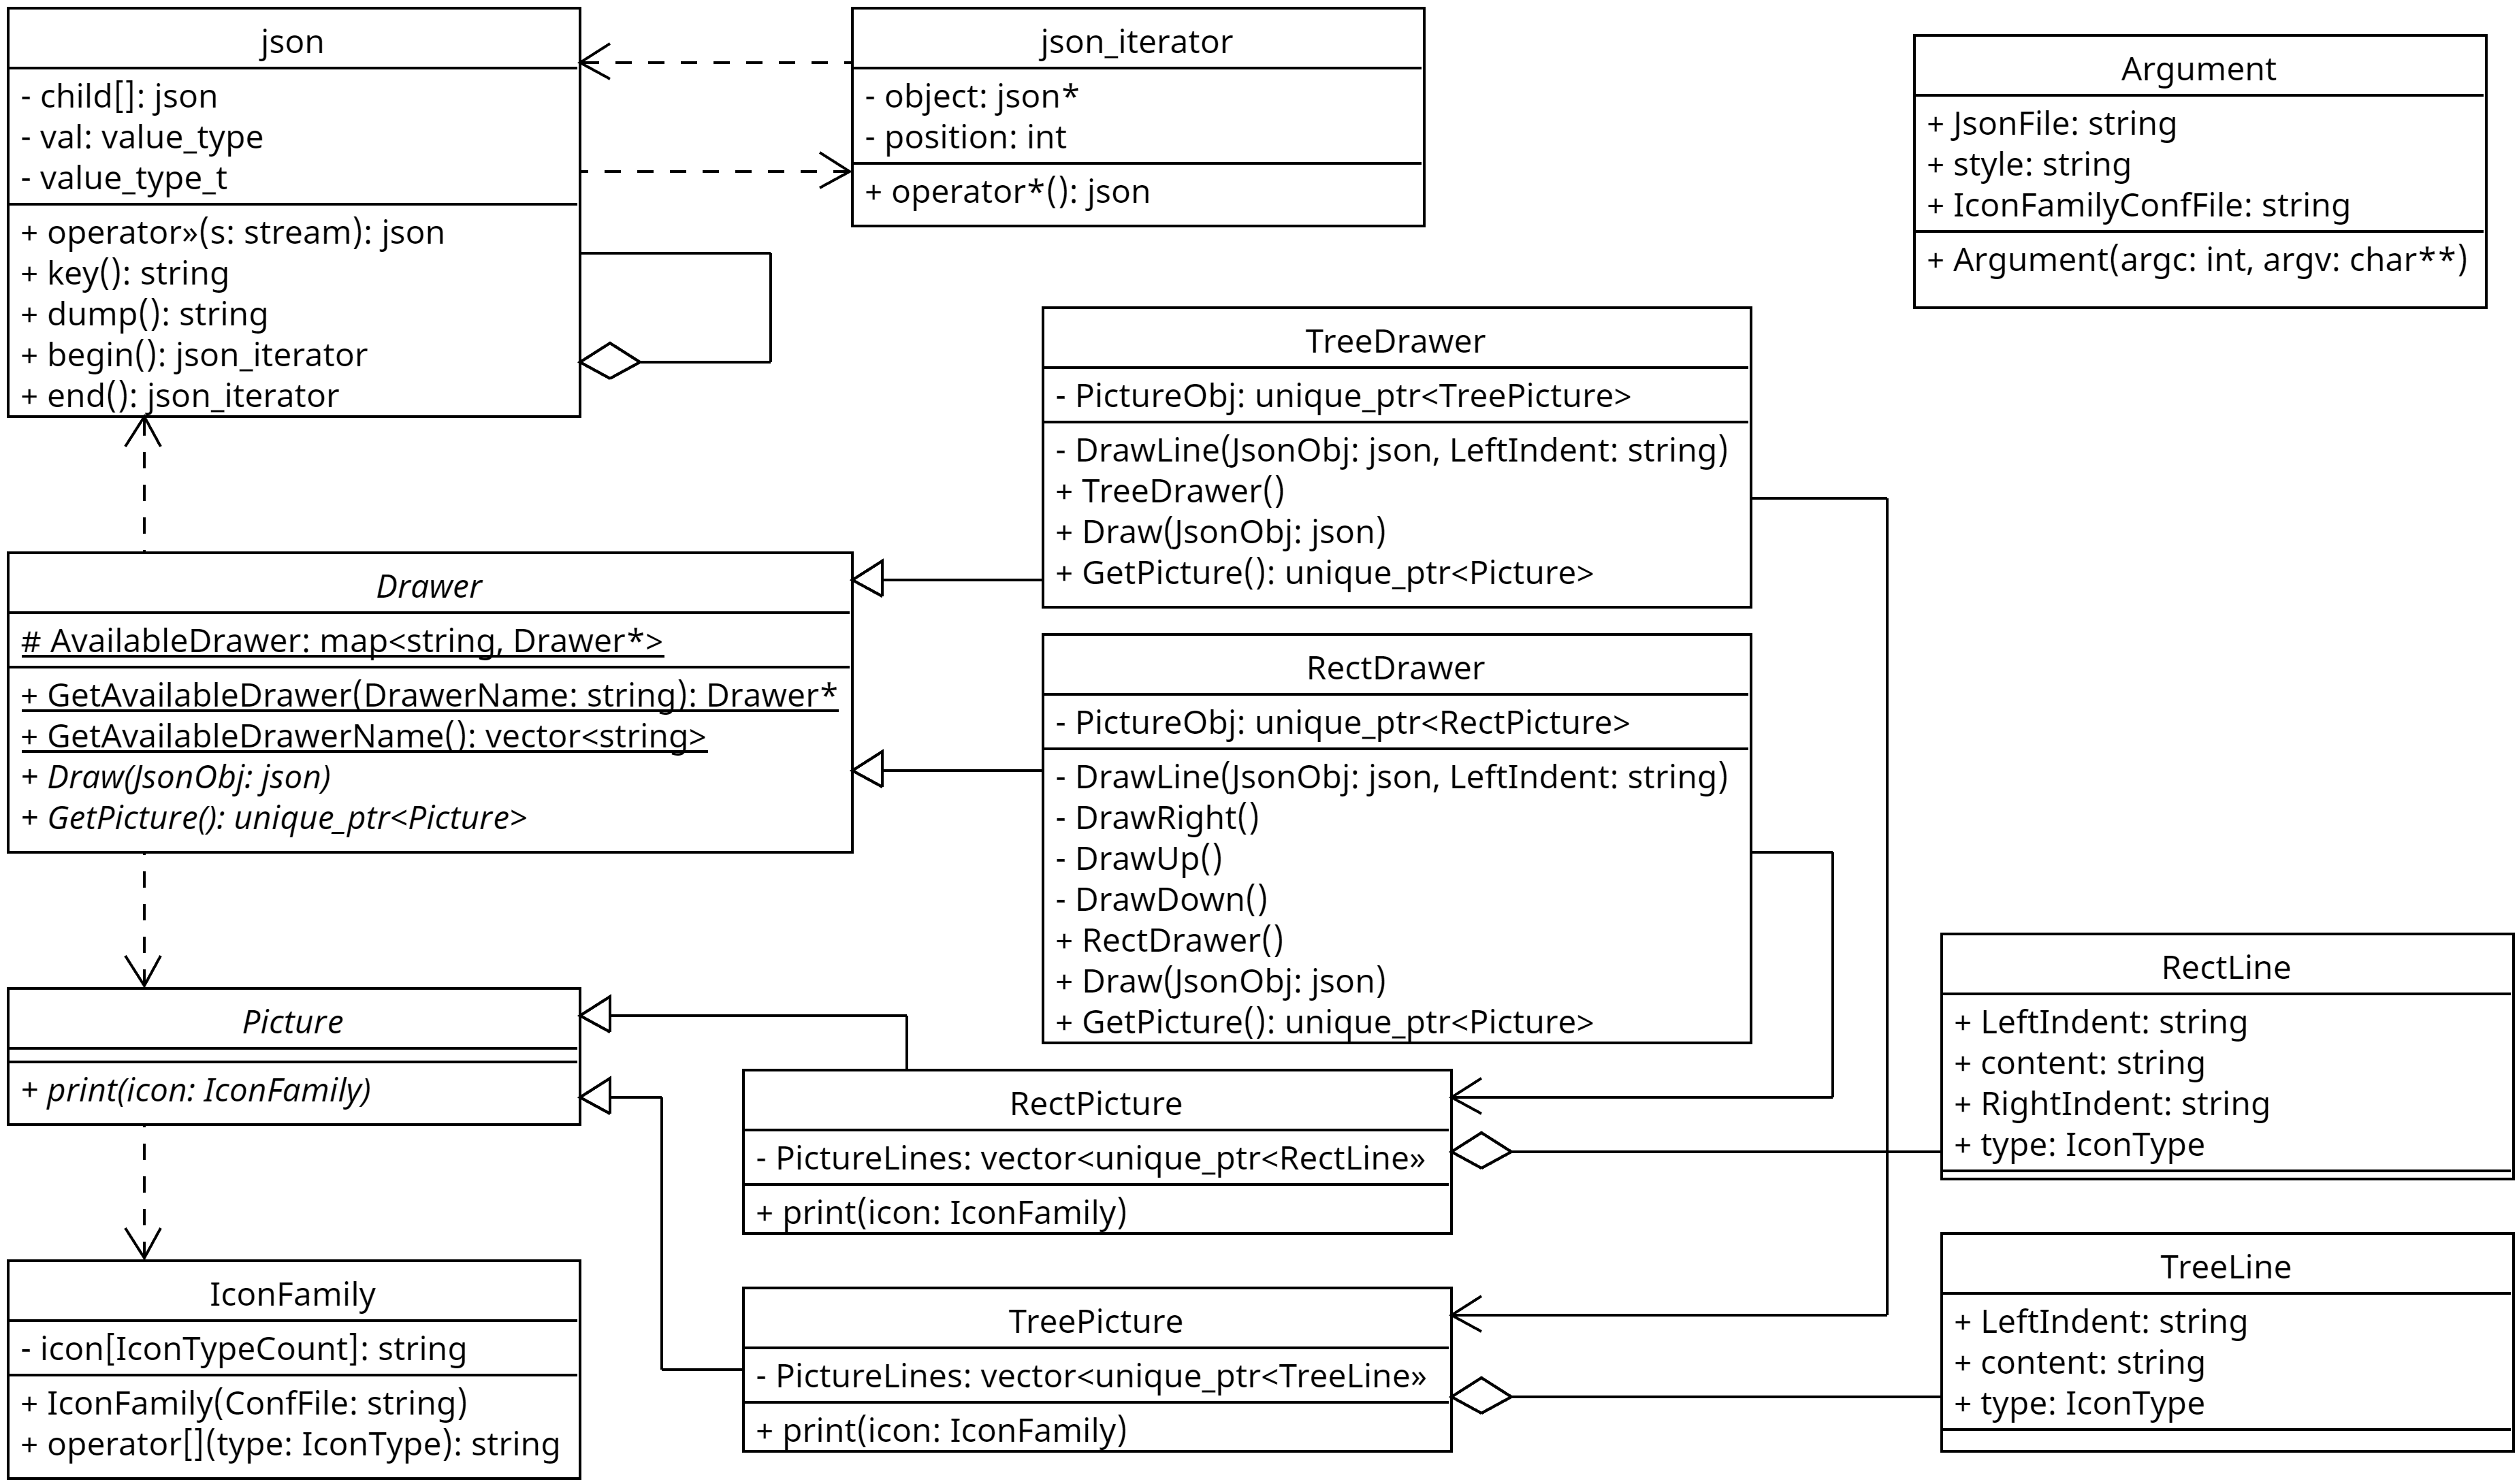 json
- child[]: json
- val: value_type
- value_type_t
+ operator»(s: stream): json
+ key(): string
+ dump(): string
+ begin(): json_iterator
+ end(): json_iterator
json_iterator
- object: json*
- position: int
+ operator*(): json
Argument
+ JsonFile: string
+ style: string
+ IconFamilyConfFile: string
+ Argument(argc: int, argv: char**)
TreeDrawer
- PictureObj: unique_ptr<TreePicture>
- DrawLine(JsonObj: json, LeftIndent: string)
+ TreeDrawer()
+ Draw(JsonObj: json)
+ GetPicture(): unique_ptr<Picture>
Drawer
# AvailableDrawer: map<string, Drawer*>
+ GetAvailableDrawer(DrawerName: string): Drawer*
+ GetAvailableDrawerName(): vector<string>
+ Draw(JsonObj: json)
+ GetPicture(): unique_ptr<Picture>
RectDrawer
- PictureObj: unique_ptr<RectPicture>
- DrawLine(JsonObj: json, LeftIndent: string)
- DrawRight()
- DrawUp()
- DrawDown()
+ RectDrawer()
+ Draw(JsonObj: json)
+ GetPicture(): unique_ptr<Picture>
Picture
+ print(icon: IconFamily)
RectPicture
- PictureLines: vector<unique_ptr<RectLine»
+ print(icon: IconFamily)
RectLine
+ LeftIndent: string
+ content: string
+ RightIndent: string
+ type: IconType
IconFamily
- icon[IconTypeCount]: string
+ IconFamily(ConfFile: string)
+ operator[](type: IconType): string
TreePicture
- PictureLines: vector<unique_ptr<TreeLine»
+ print(icon: IconFamily)
TreeLine
+ LeftIndent: string
+ content: string
+ type: IconType